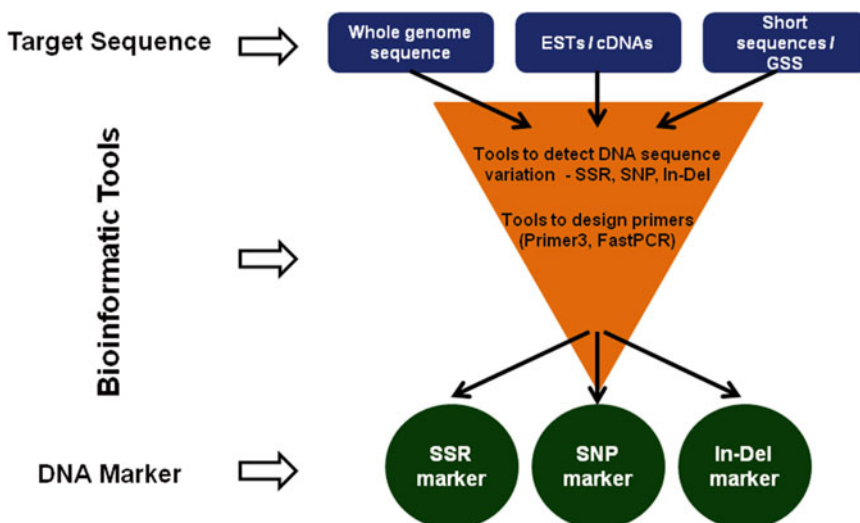 Target Sequence
Whole genome
sequence
ESTs / cDNAs
Short
sequences /
GSS
Bioinformatic Tools
Tools to detect DNA sequence
variation - SSR, SNP, In-Del
Tools to design primers
(Primer3, FastPCR)
DNA Marker
SSR
marker
SNP
marker
In-Del
marker